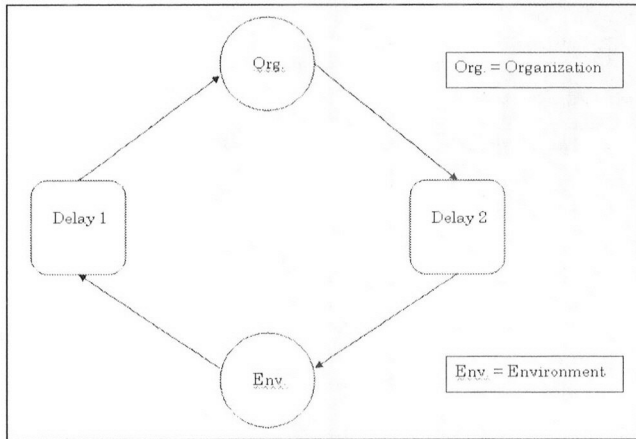 Org.
Org. = Organization
Delay 1
Delay 2
Env.
Env. = Environment